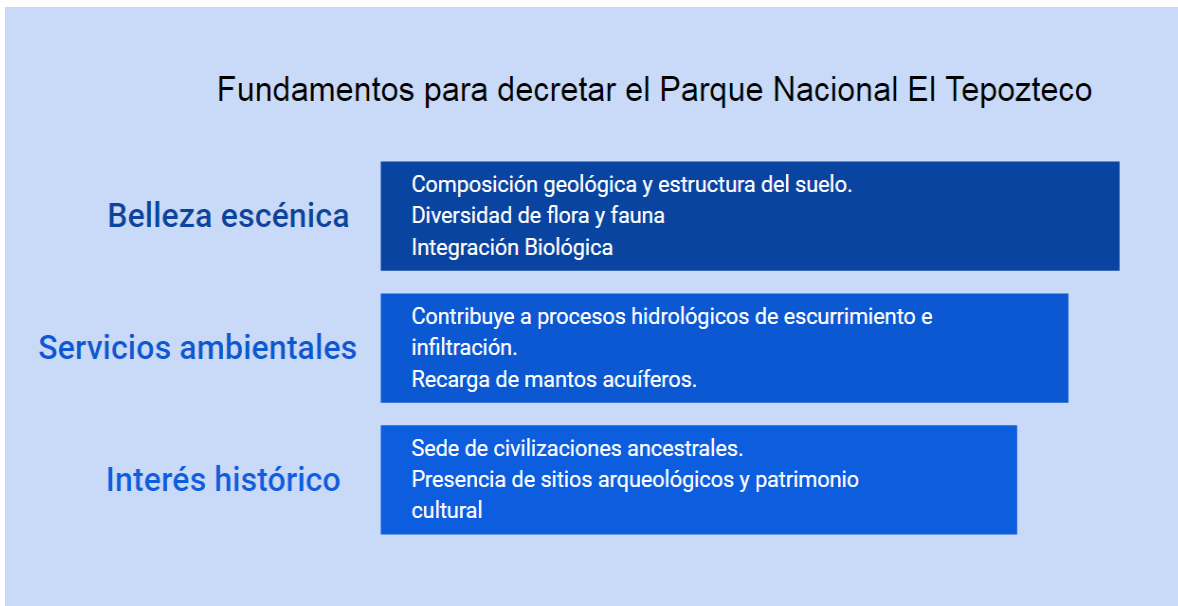 Fundamentos para decretar el Parque Nacional El Tepozteco
Belleza escénica
Composición geológica y estructura del suelo.
Diversidad de flora y fauna
Integración Biológica
Servicios ambientales
Contribuye a procesos hidrológicos de escurrimiento e
infiltración.
Recarga de mantos acuíferos.
Interés histórico
Sede de civilizaciones ancestrales.
Presencia de sitios arqueológicos y patrimonio
cultural